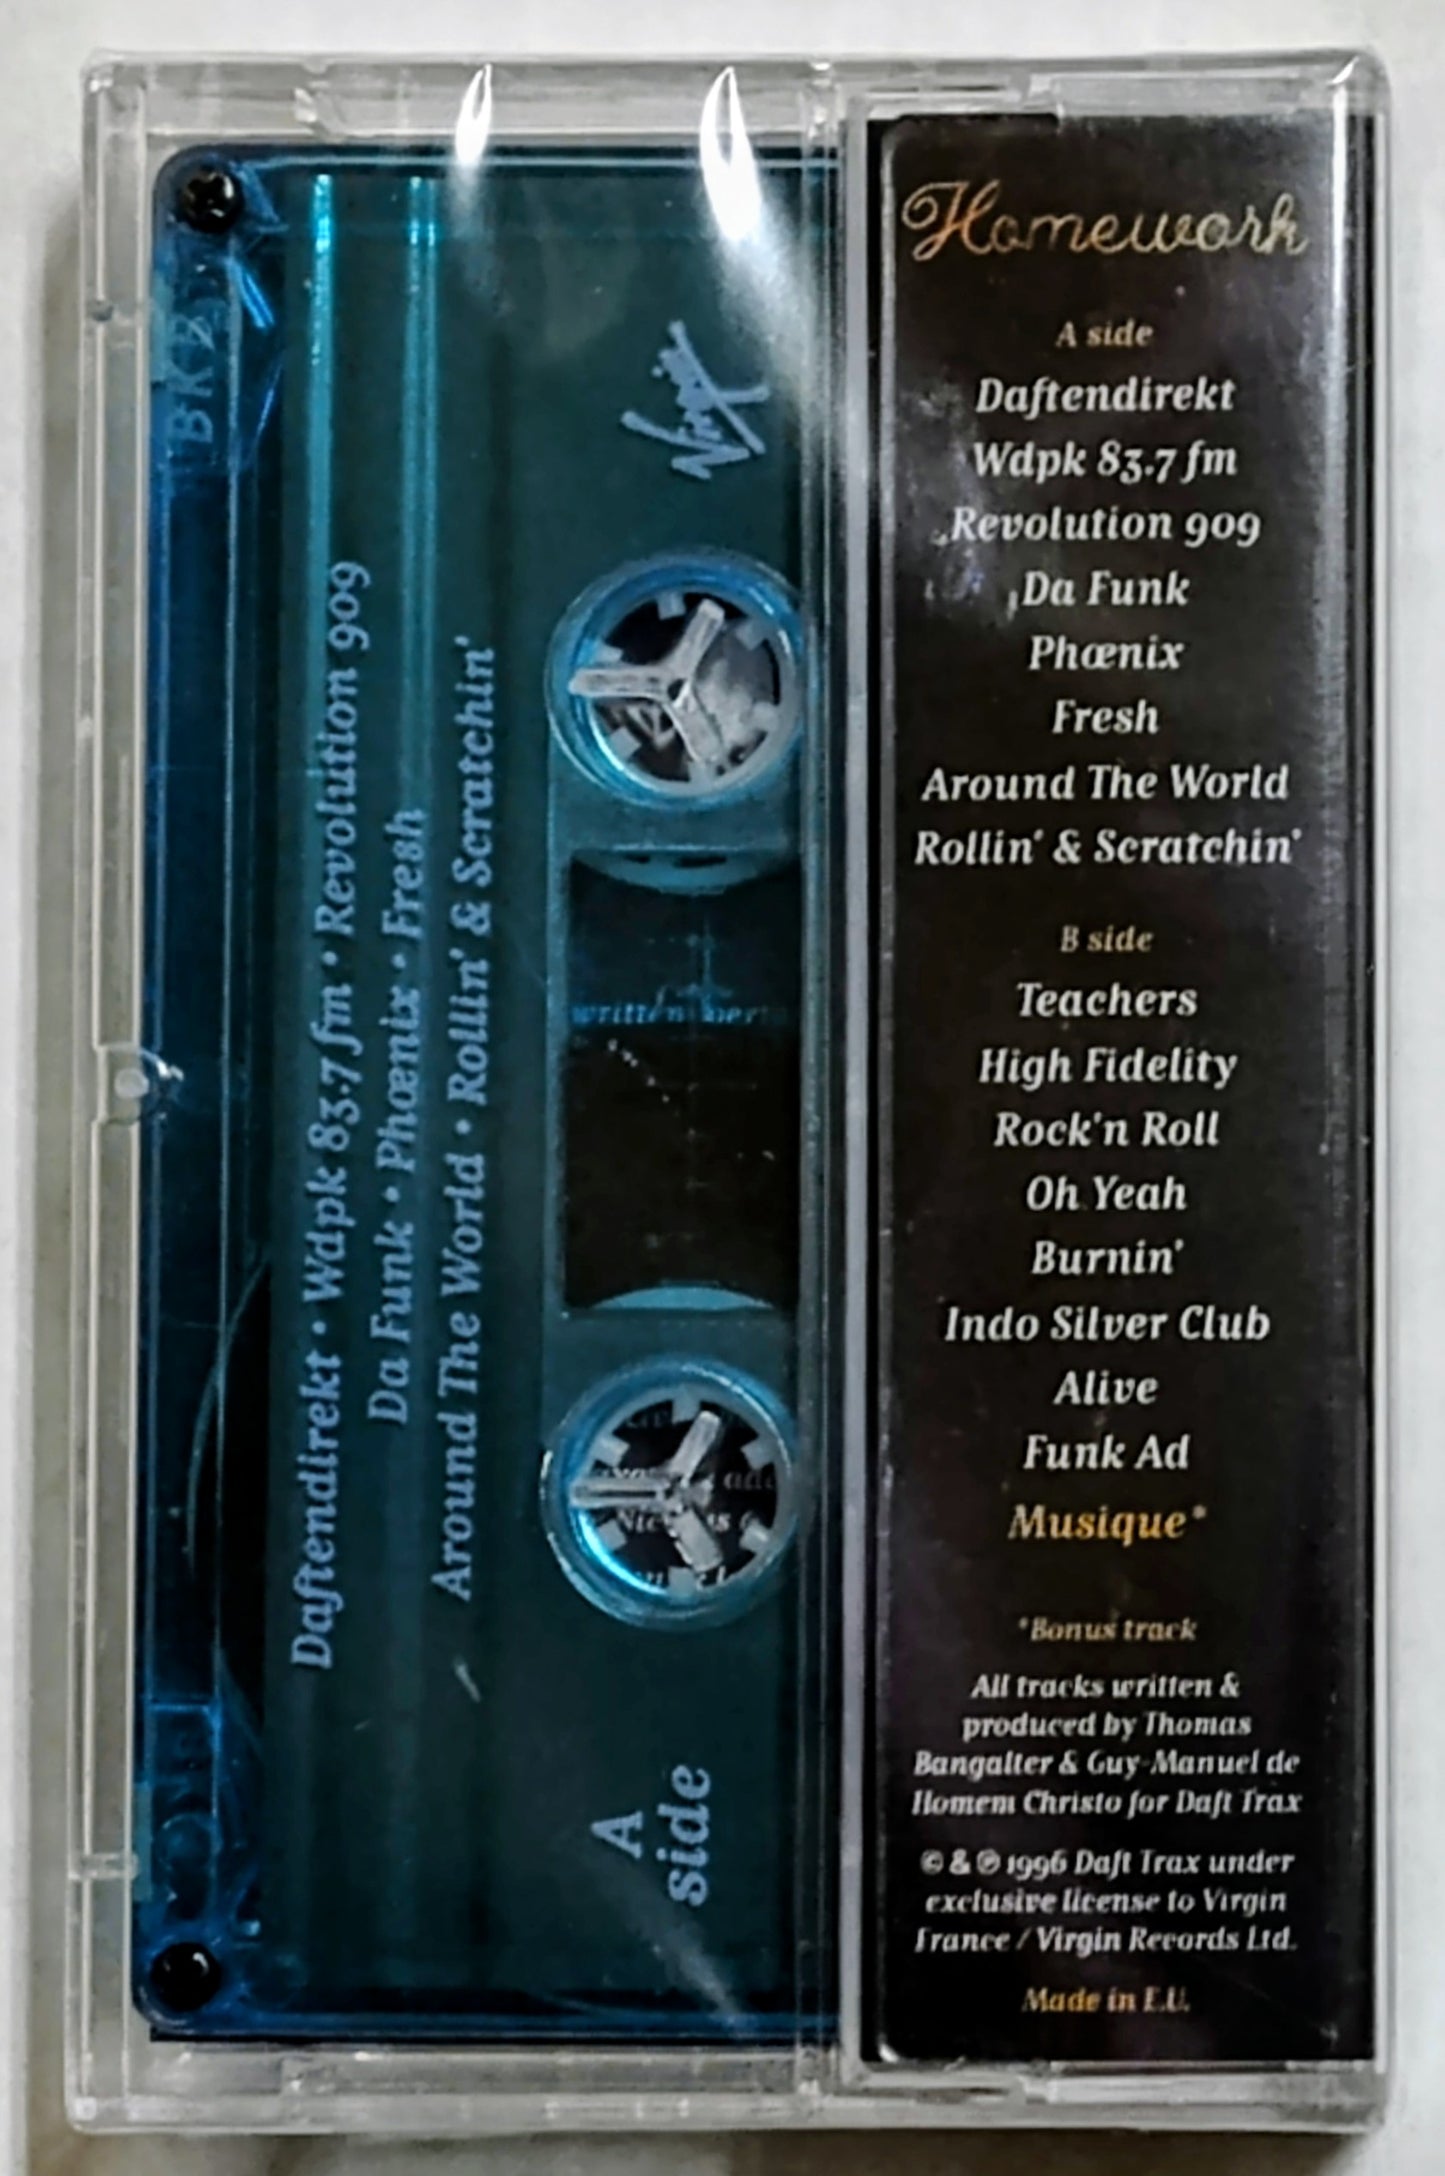 Daftendirekt • Wdpk 83.7 fm • Revolution 909
Da Funk • Phœnix • Fresh
Around The World • Rollin' & Scratchin'
Virgin
A
side
written
Homework
A side
Daftendirekt
Wdpk 83.7 fm
Revolution 909
Da Funk
Phœnix
Fresh
Around The World
Rollin' & Scratchin'
B side
Teachers
High Fidelity
Rock'n Roll
Oh Yeah
Burnin'
Indo Silver Club
Alive
Funk Ad
Musique*
*Bonus track
All tracks written &
produced by Thomas
Bangalter & Guy-Manuel de
Homem Christo for Daft Trax
© & ℗ 1996 Daft Trax under
exclusive license to Virgin
France / Virgin Records Ltd.
Made in E.U.